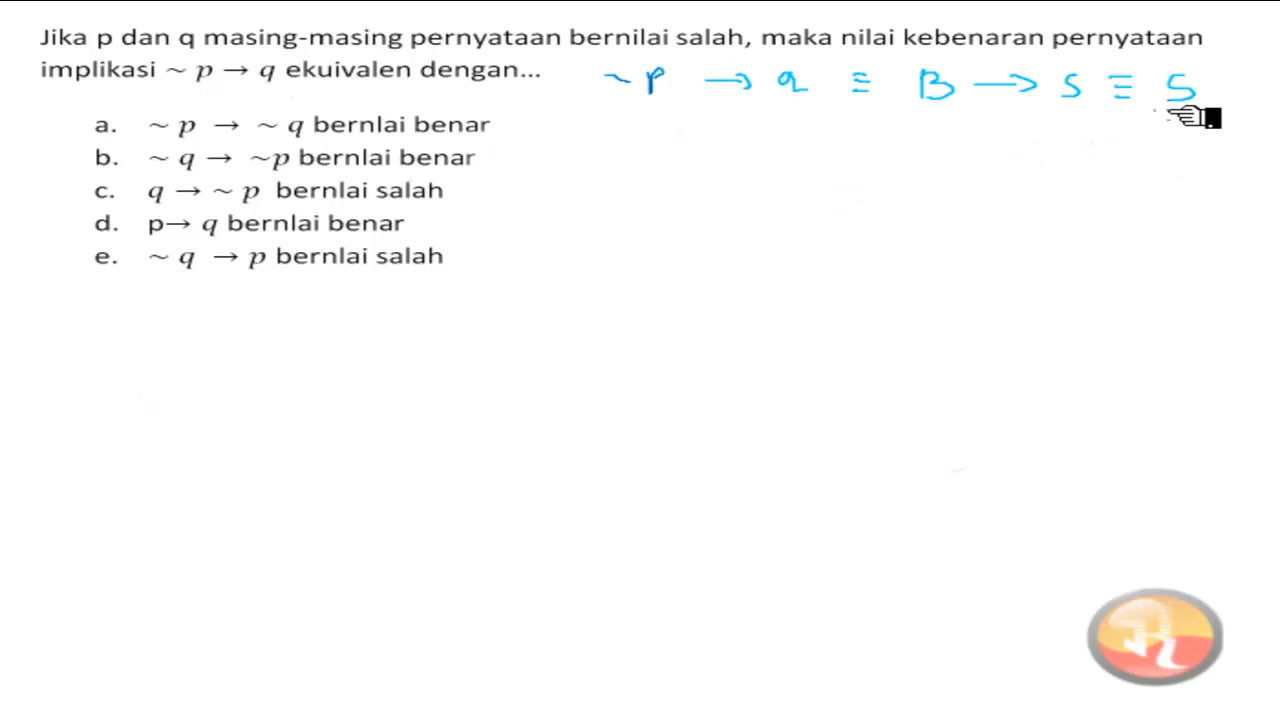 Jika p dan q masing-masing pernyataan bernilai salah, maka nilai kebenaran pernyataan
implikasi ~ p → q ekuivalen dengan...
~ p → q ≡ B → S ≡ S
a. ~ p → ~ q bernlai benar
b. ~ q → ~p bernlai benar
c. q → ~ p bernlai salah
d. p→ q bernlai benar
e. ~ q → p bernlai salah